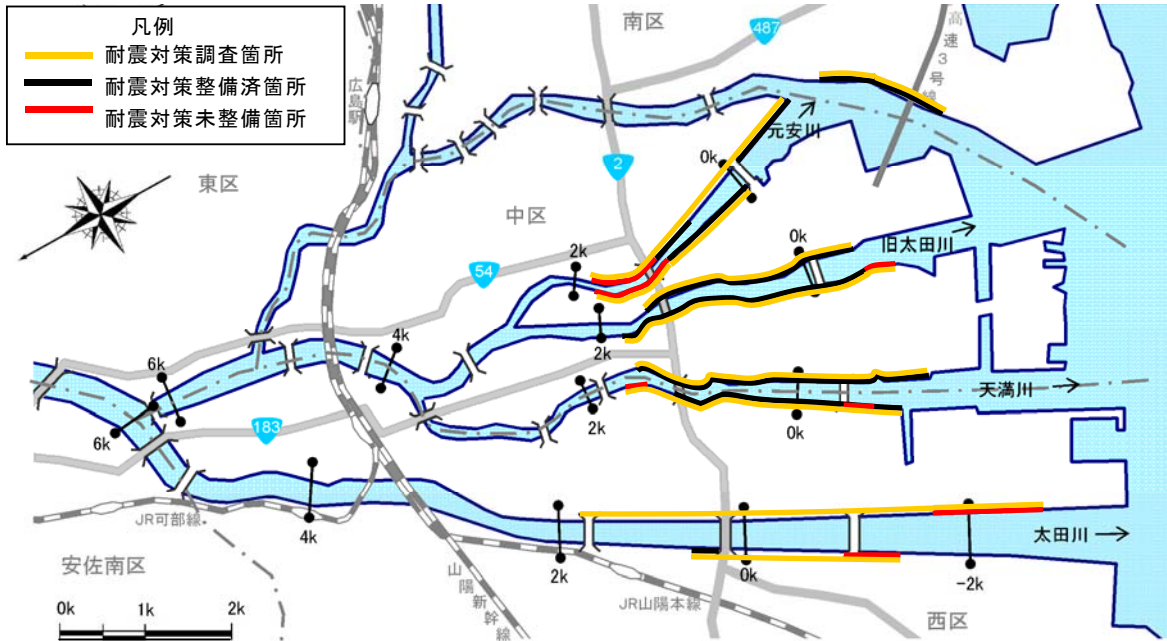 凡例
耐震対策調査箇所
耐震対策整備済箇所
耐震対策未整備箇所
南区
487
高速3号線
広島駅
元安川
2
0k
東区
中区
旧太田川
0k
2k
54
4k
2k
6k
天満川
183
2k
0k
6k
JR可部線
4k
太田川
安佐南区
2k
0k
-2k
山陽新幹線
JR山陽本線
西区
0k 1k 2k